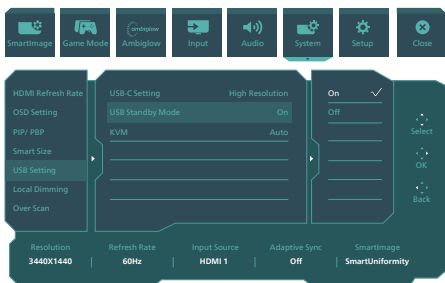 ambiglow
SmartImage
Game Mode
Ambiglow
Input
Audio
System
Setup
Close
HDMI Refresh Rate
OSD Setting
PIP/ PBP
Smart Size
USB Setting
Local Dimming
Over Scan
USB-C Setting High Resolution
USB Standby Mode On
KVM Auto
On
Off
Select
OK
Back
Resolution Refresh Rate Input Source Adaptive Sync SmartImage
3440X1440 | 60Hz | HDMI 1 | Off | SmartUniformity